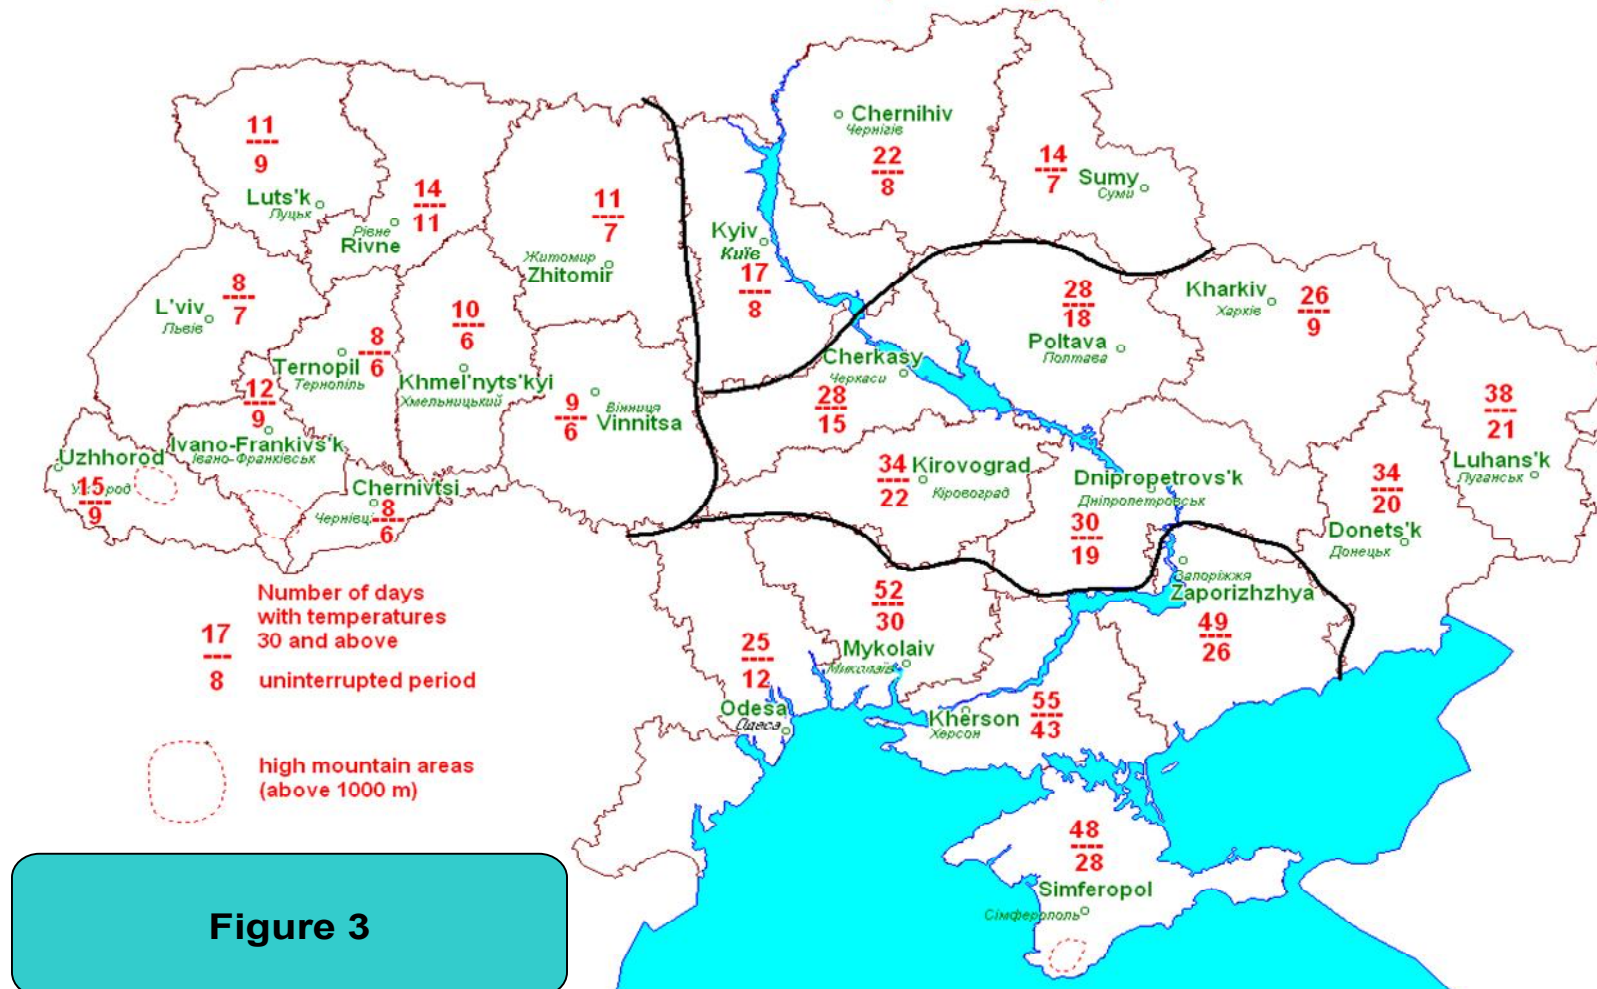 Chernihiv
Чернігів
22
8
14
7
Sumy
Суми
11
9
Luts'k
Луцьк
14
11
Рівне
Rivne
11
7
Житомир
Zhitomir
Kyiv
Київ
17
8
L'viv
Львів
8
7
10
6
Khmel'nyts'kyi
Хмельницький
8
6
Ternopil
Тернопіль
12
9
Ivano-Frankivs'k
Івано-Франківськ
9
6
Вінниця
Vinnitsa
28
18
Poltava
Полтава
Kharkiv
Харків
26
9
Cherkasy
Черкаси
28
15
38
21
Luhans'k
Луганськ
Uzhhorod
15
9
Chernivtsi
8
6
34
22
Kirovograd
Кіровоград
Dnipropetrovs'k
Дніпропетровськ
30
19
34
20
Donets'k
Донецьк
Запоріжжя
Zaporizhzhya
49
26
52
30
Mykolaiv
Миколаїв
25
12
Odesa
Одеса
Kherson
Херсон
55
43
48
28
Simferopol
Сімферополь
17
8
Number of days
with temperatures
30 and above
uninterrupted period
high mountain areas
(above 1000 m)
Figure 3